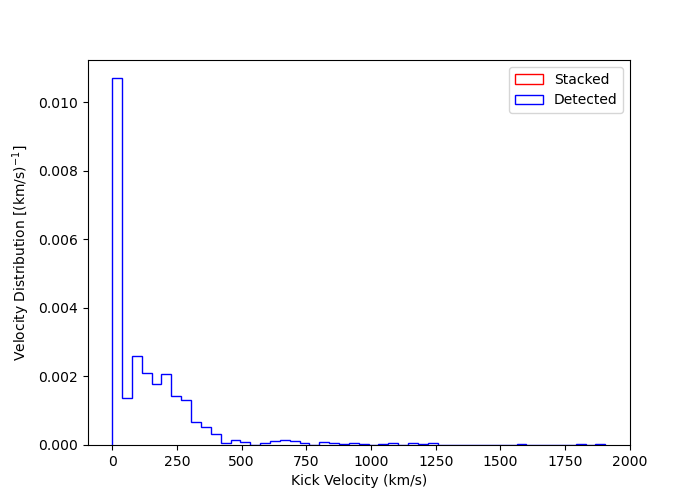 Stacked
Detected
0.010
0.008
0.006
0.004
0.002
0.000
Velocity Distribution [(km/s)⁻¹]
0 250 500 750 1000 1250 1500 1750 2000
Kick Velocity (km/s)